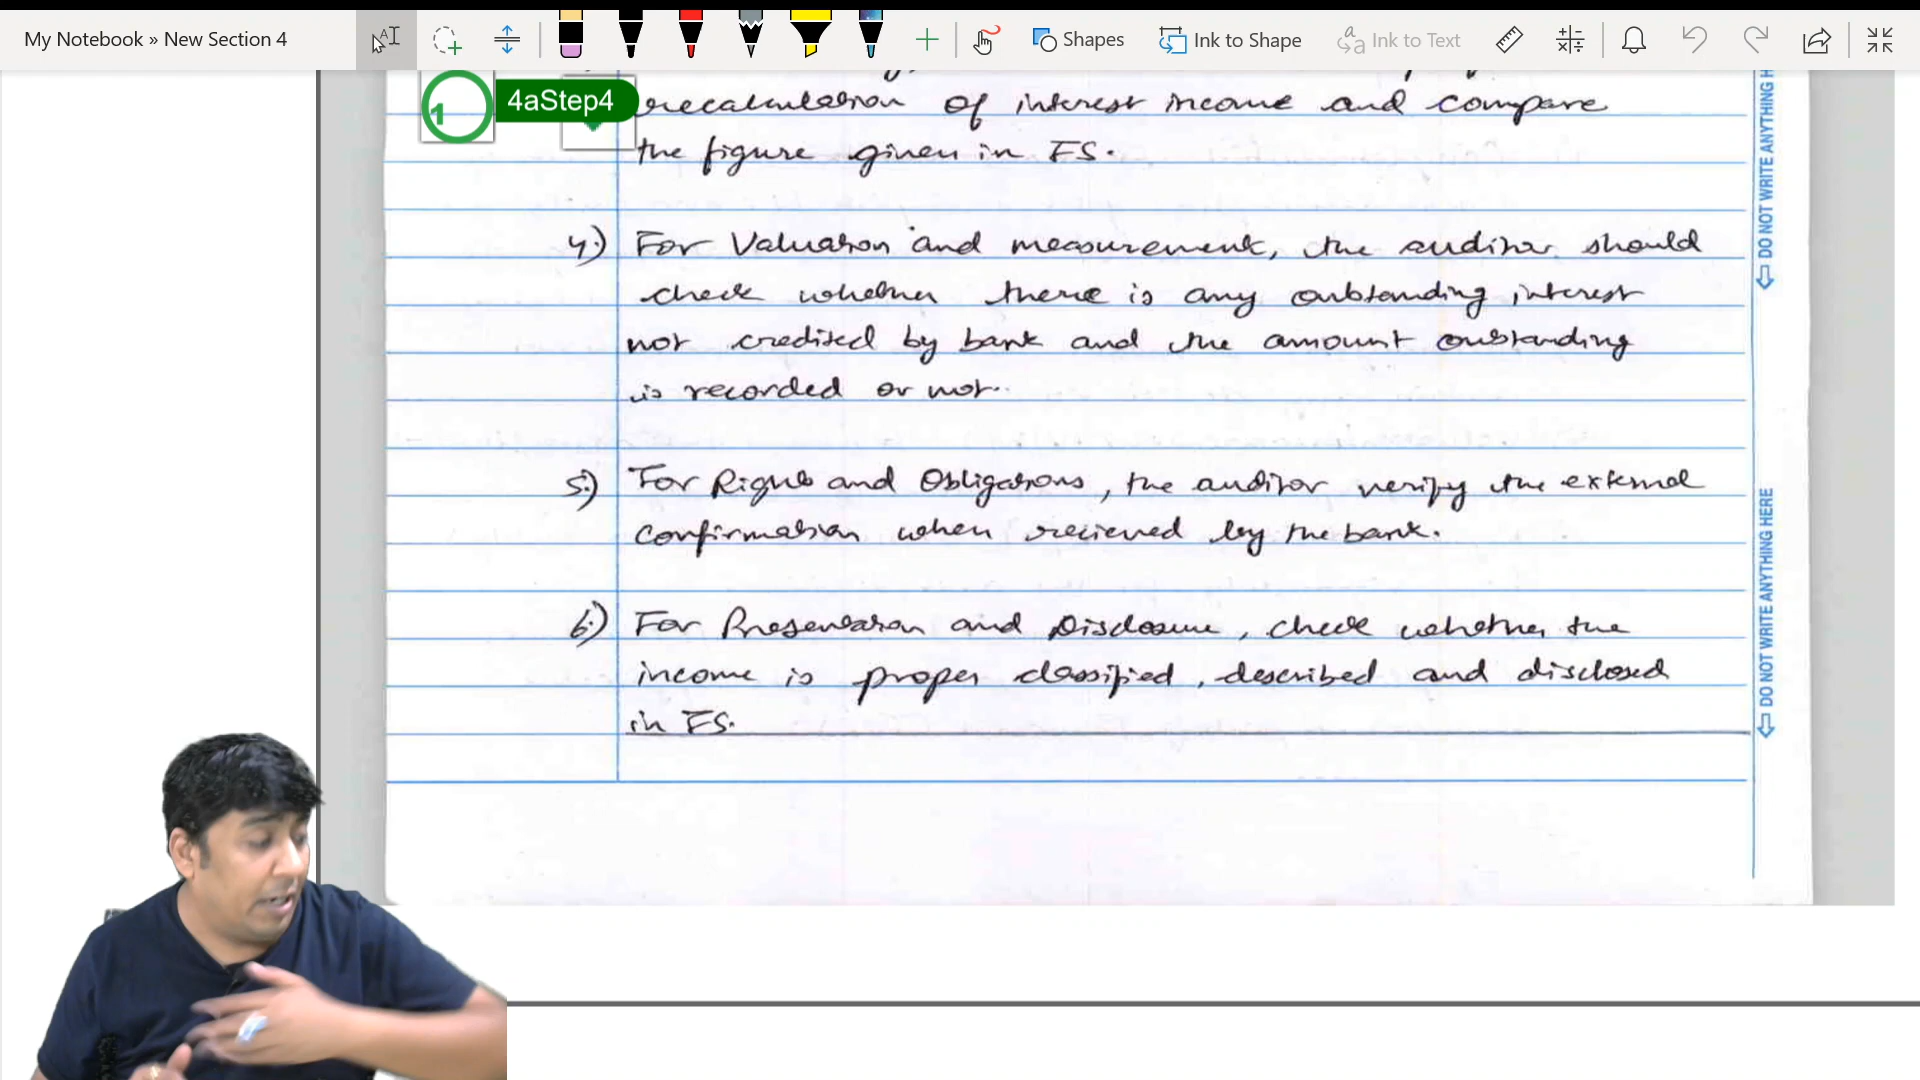 My Notebook » New Section 4
Shapes
Ink to Shape
Ink to Text
1
4aStep4
recalculation of interest income and compare
the figure given in FS.
4.) For Valuation and measurement, the auditor should
check whether there is any outstanding interest
not credited by bank and the amount outstanding
is recorded or not.
5.) For Rights and Obligations, the auditor verify the external
confirmation when recieved by the bank.
6.) For Presentation and Disclosure, check whether the
income is proper classified, described and disclosed
in FS.
DO NOT WRITE ANYTHING H
DO NOT WRITE ANYTHING HERE